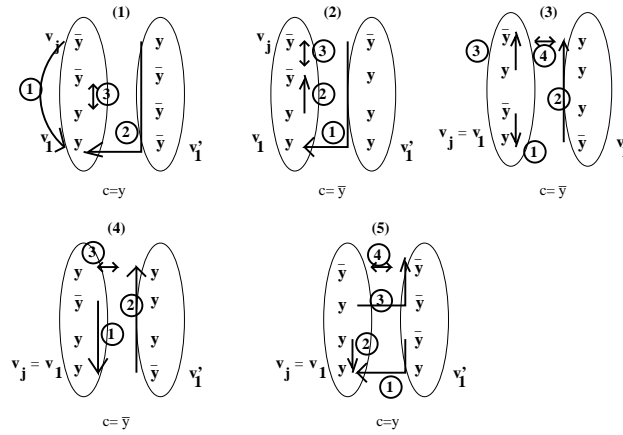 (1)
v_j ȳ ȳ
ȳ ȳ
1 3
y ȳ
2
v_1 y ȳ v_1'
c=y
(2)
v_j ȳ ȳ
3
ȳ y
2
y y
1
v_1 y y v_1'
c= ȳ
(3)
3 ȳ y
4
y y
2
ȳ y
v_j = v_1 y ȳ
1
c= ȳ
(4)
3
y y
ȳ 2 y
1
y y
v_j = v_1 y ȳ v_1'
c= ȳ
(5)
4
ȳ ȳ
3
y ȳ
2
y ȳ
v_j = v_1 y y v_1'
1
c=y